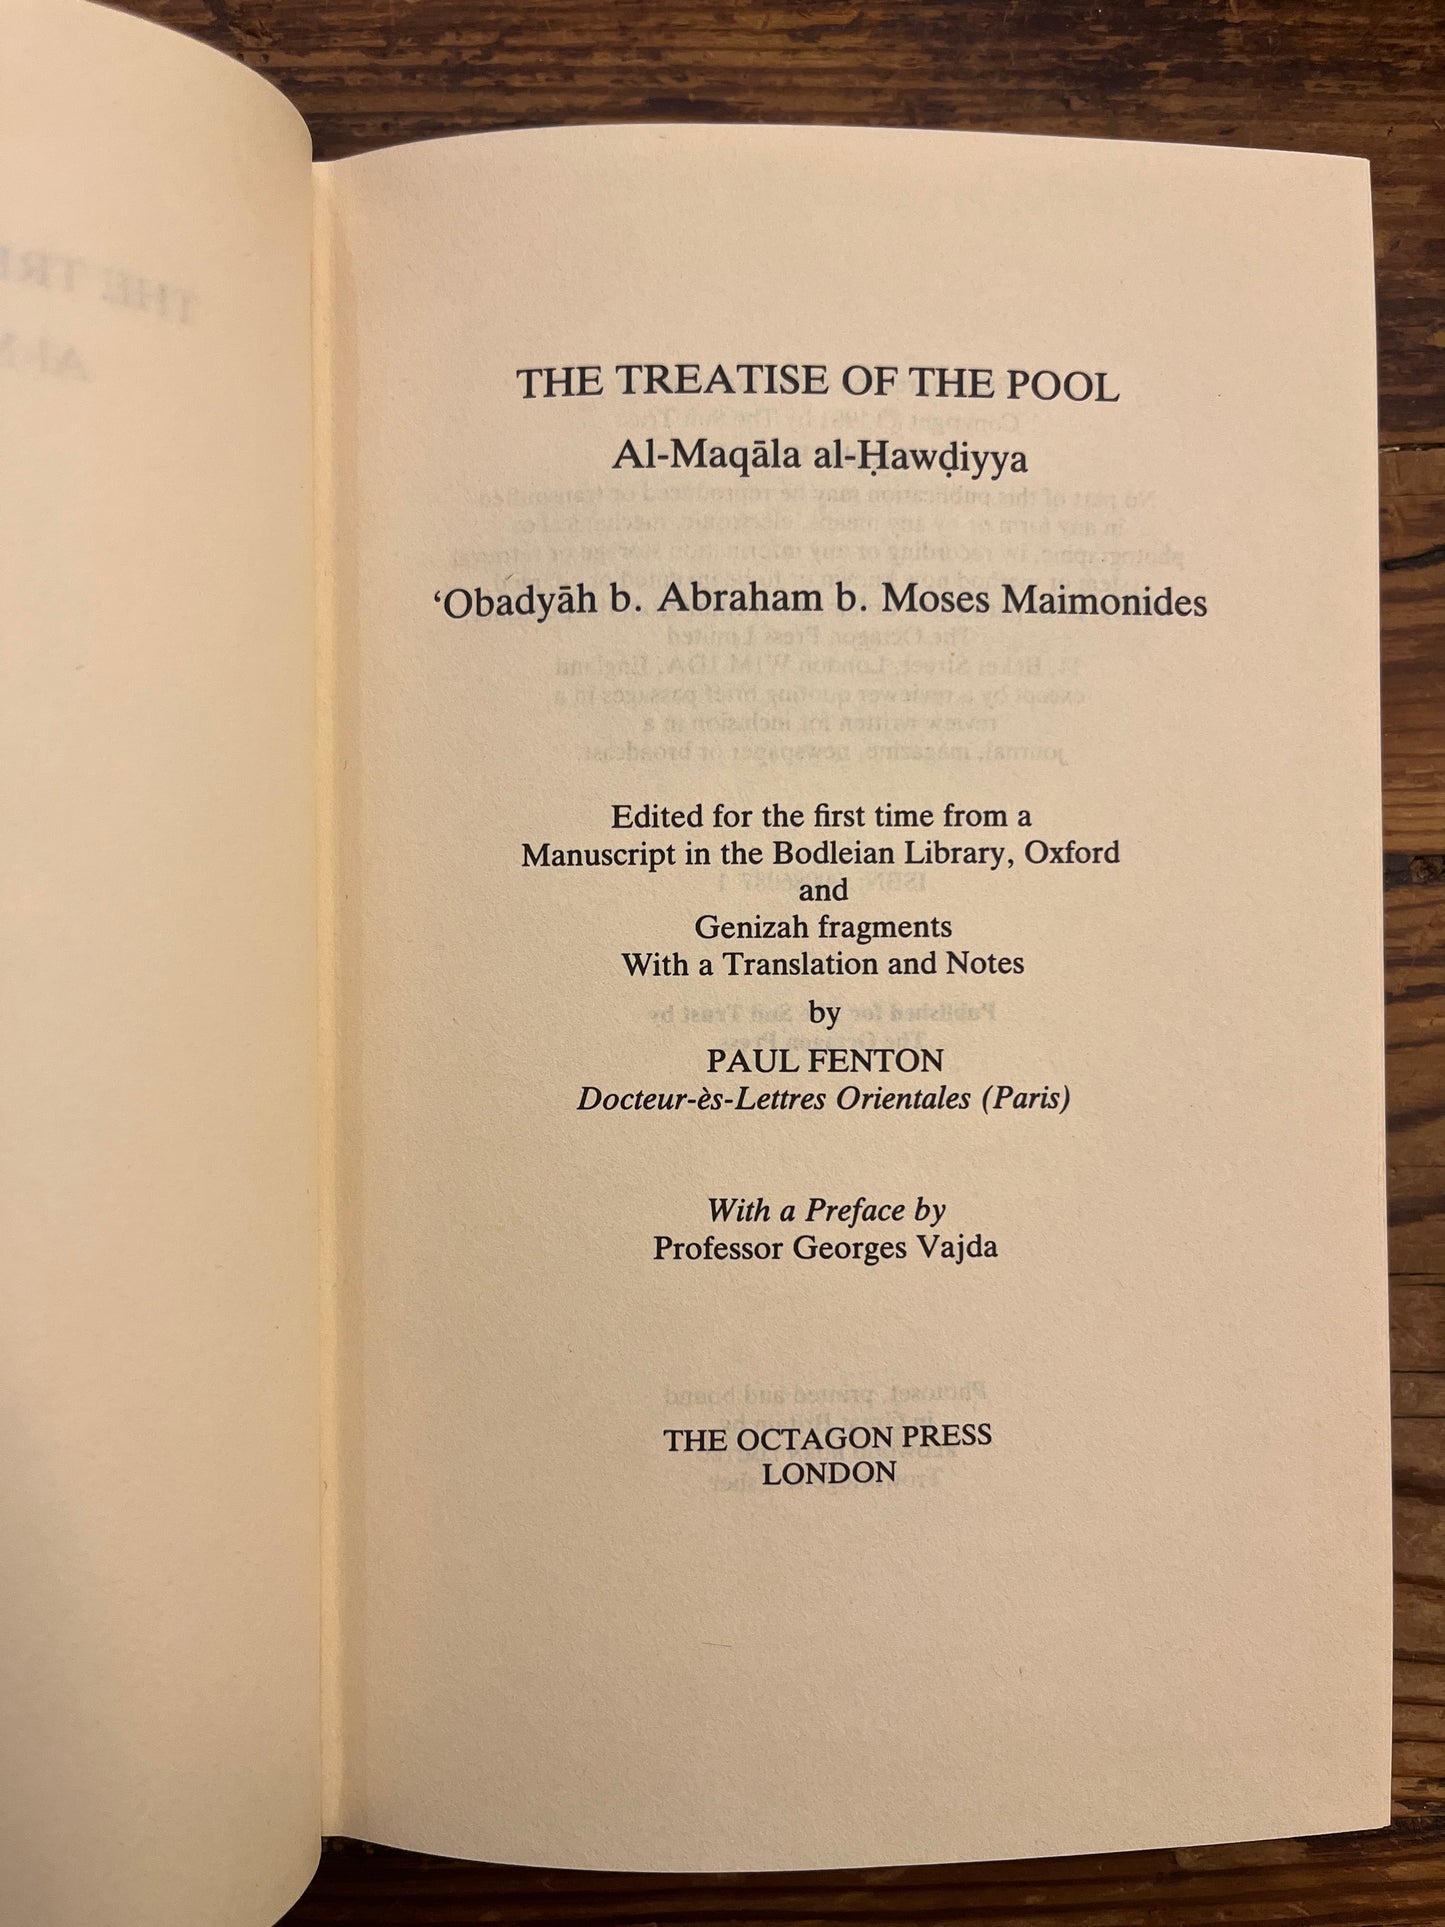 THE TREATISE OF THE POOL
Al-Maqāla al-Ḥawḍiyya
‘Obadyāh b. Abraham b. Moses Maimonides
Edited for the first time from a
Manuscript in the Bodleian Library, Oxford
and
Genizah fragments
With a Translation and Notes
by
PAUL FENTON
Docteur-ès-Lettres Orientales (Paris)
With a Preface by
Professor Georges Vajda
THE OCTAGON PRESS
LONDON